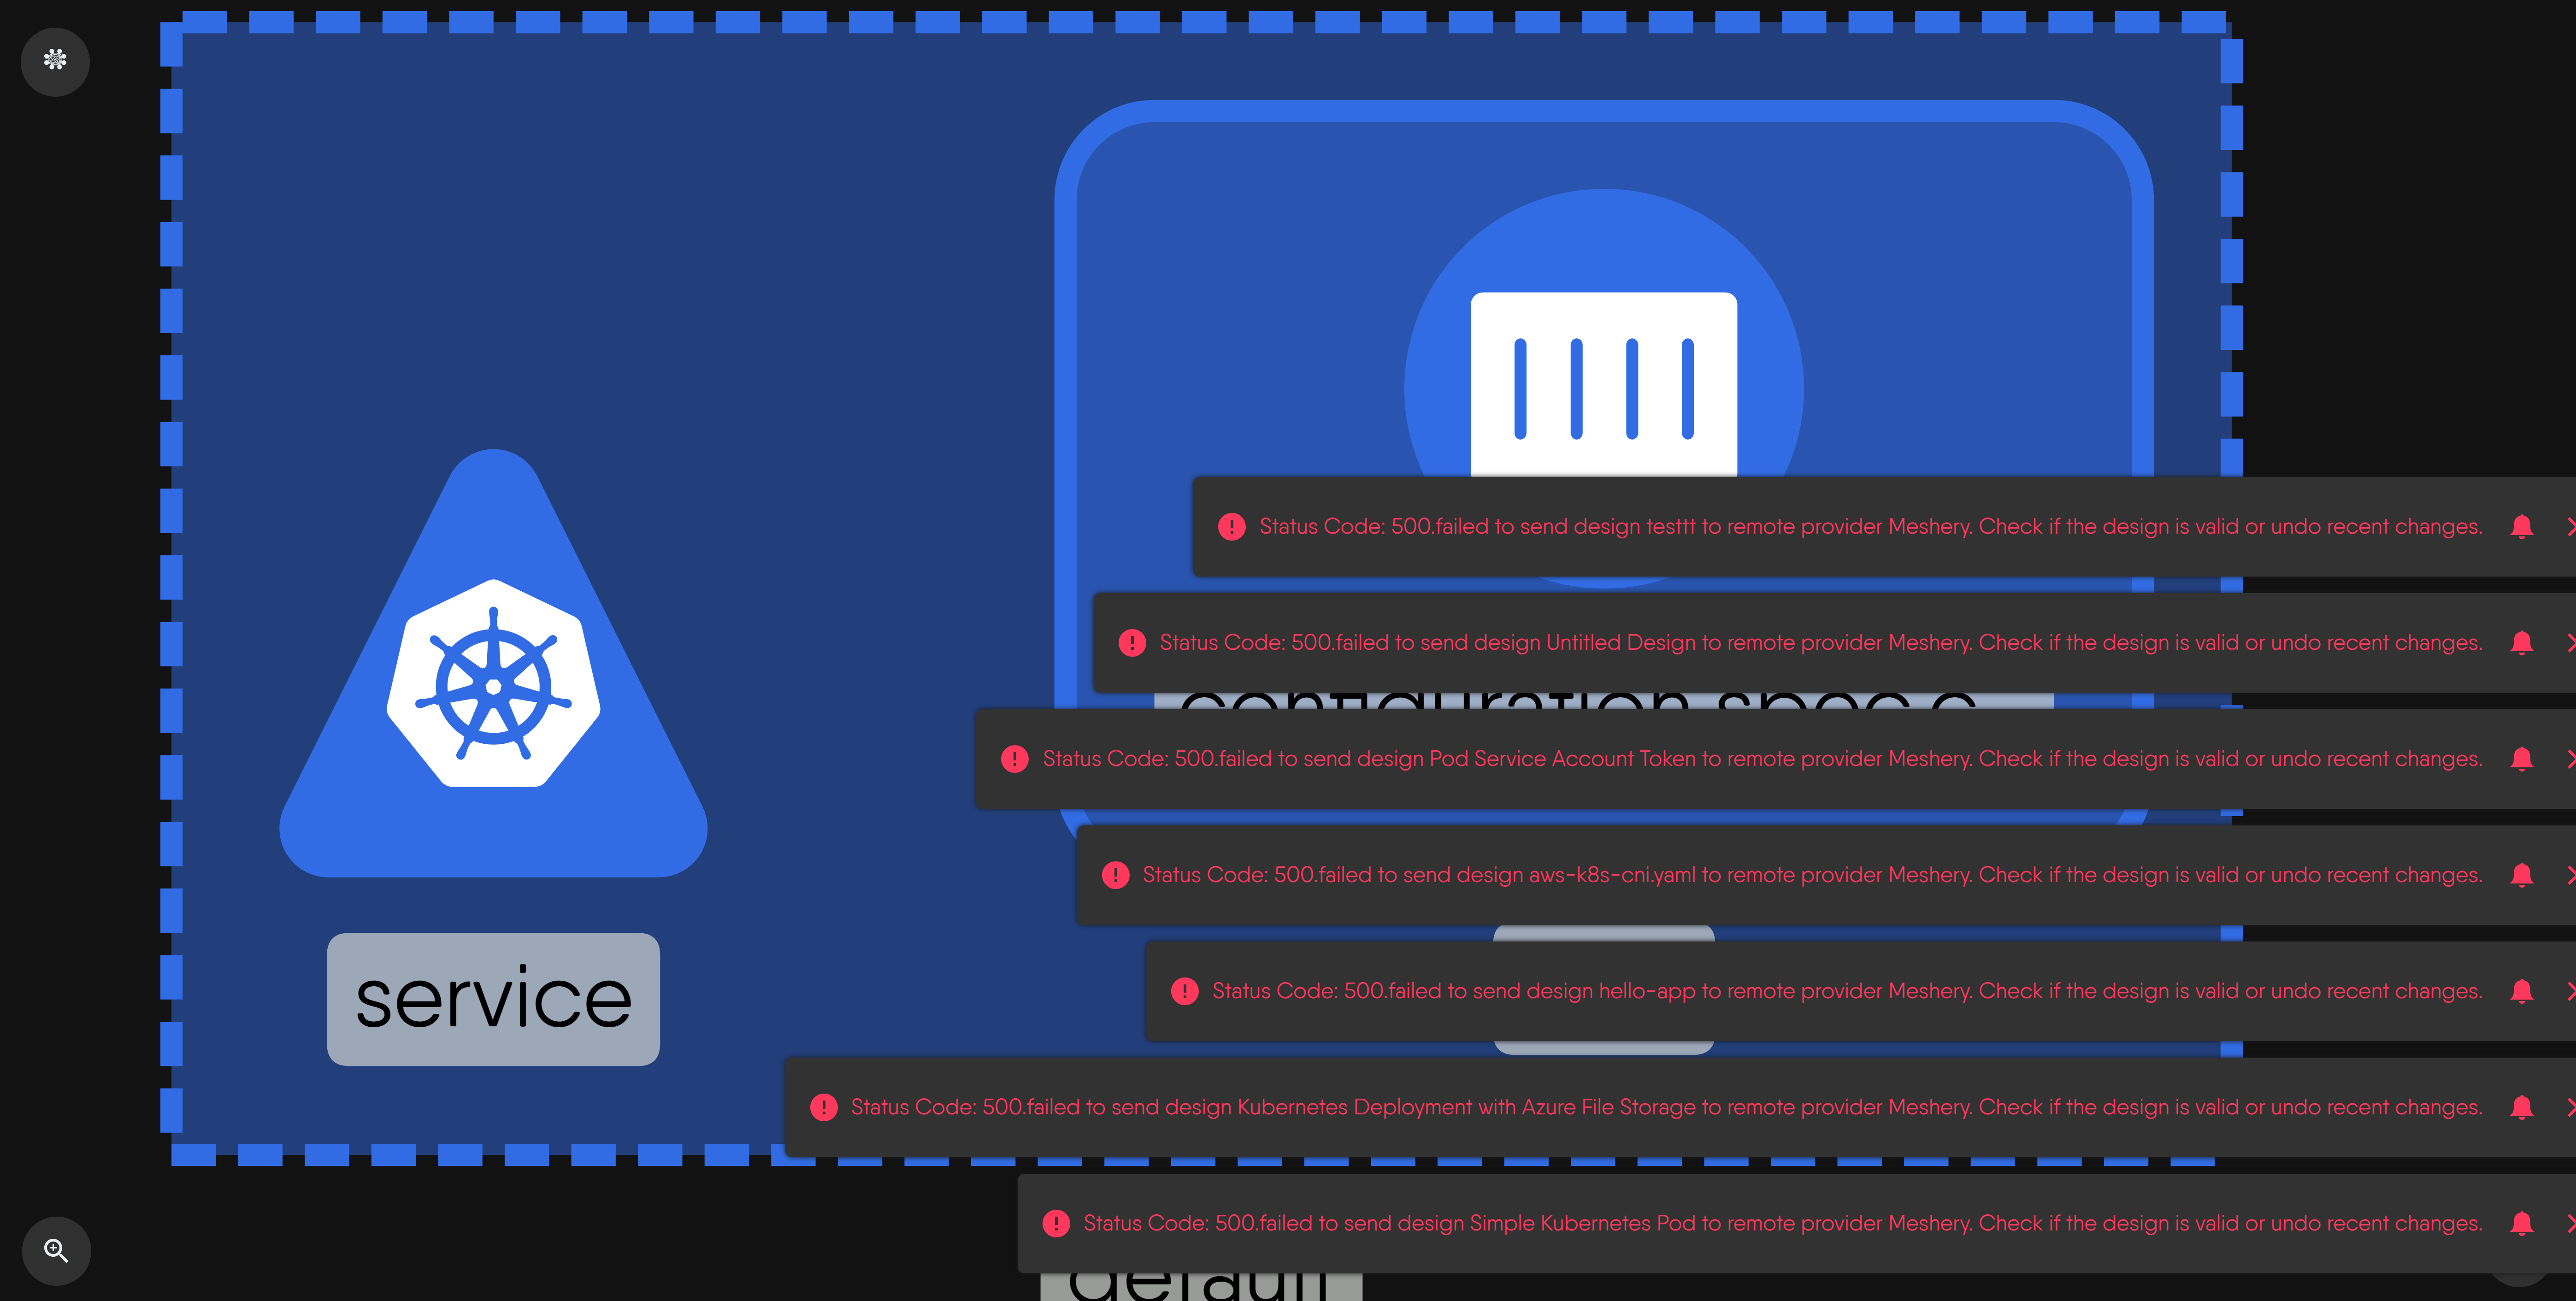 Status Code: 500.failed to send design testtt to remote provider Meshery. Check if the design is valid or undo recent changes.
Status Code: 500.failed to send design Untitled Design to remote provider Meshery. Check if the design is valid or undo recent changes.
configuration spec c
Status Code: 500.failed to send design Pod Service Account Token to remote provider Meshery. Check if the design is valid or undo recent changes.
Status Code: 500.failed to send design aws-k8s-cni.yaml to remote provider Meshery. Check if the design is valid or undo recent changes.
service
Status Code: 500.failed to send design hello-app to remote provider Meshery. Check if the design is valid or undo recent changes.
Status Code: 500.failed to send design Kubernetes Deployment with Azure File Storage to remote provider Meshery. Check if the design is valid or undo recent changes.
Status Code: 500.failed to send design Simple Kubernetes Pod to remote provider Meshery. Check if the design is valid or undo recent changes.
default